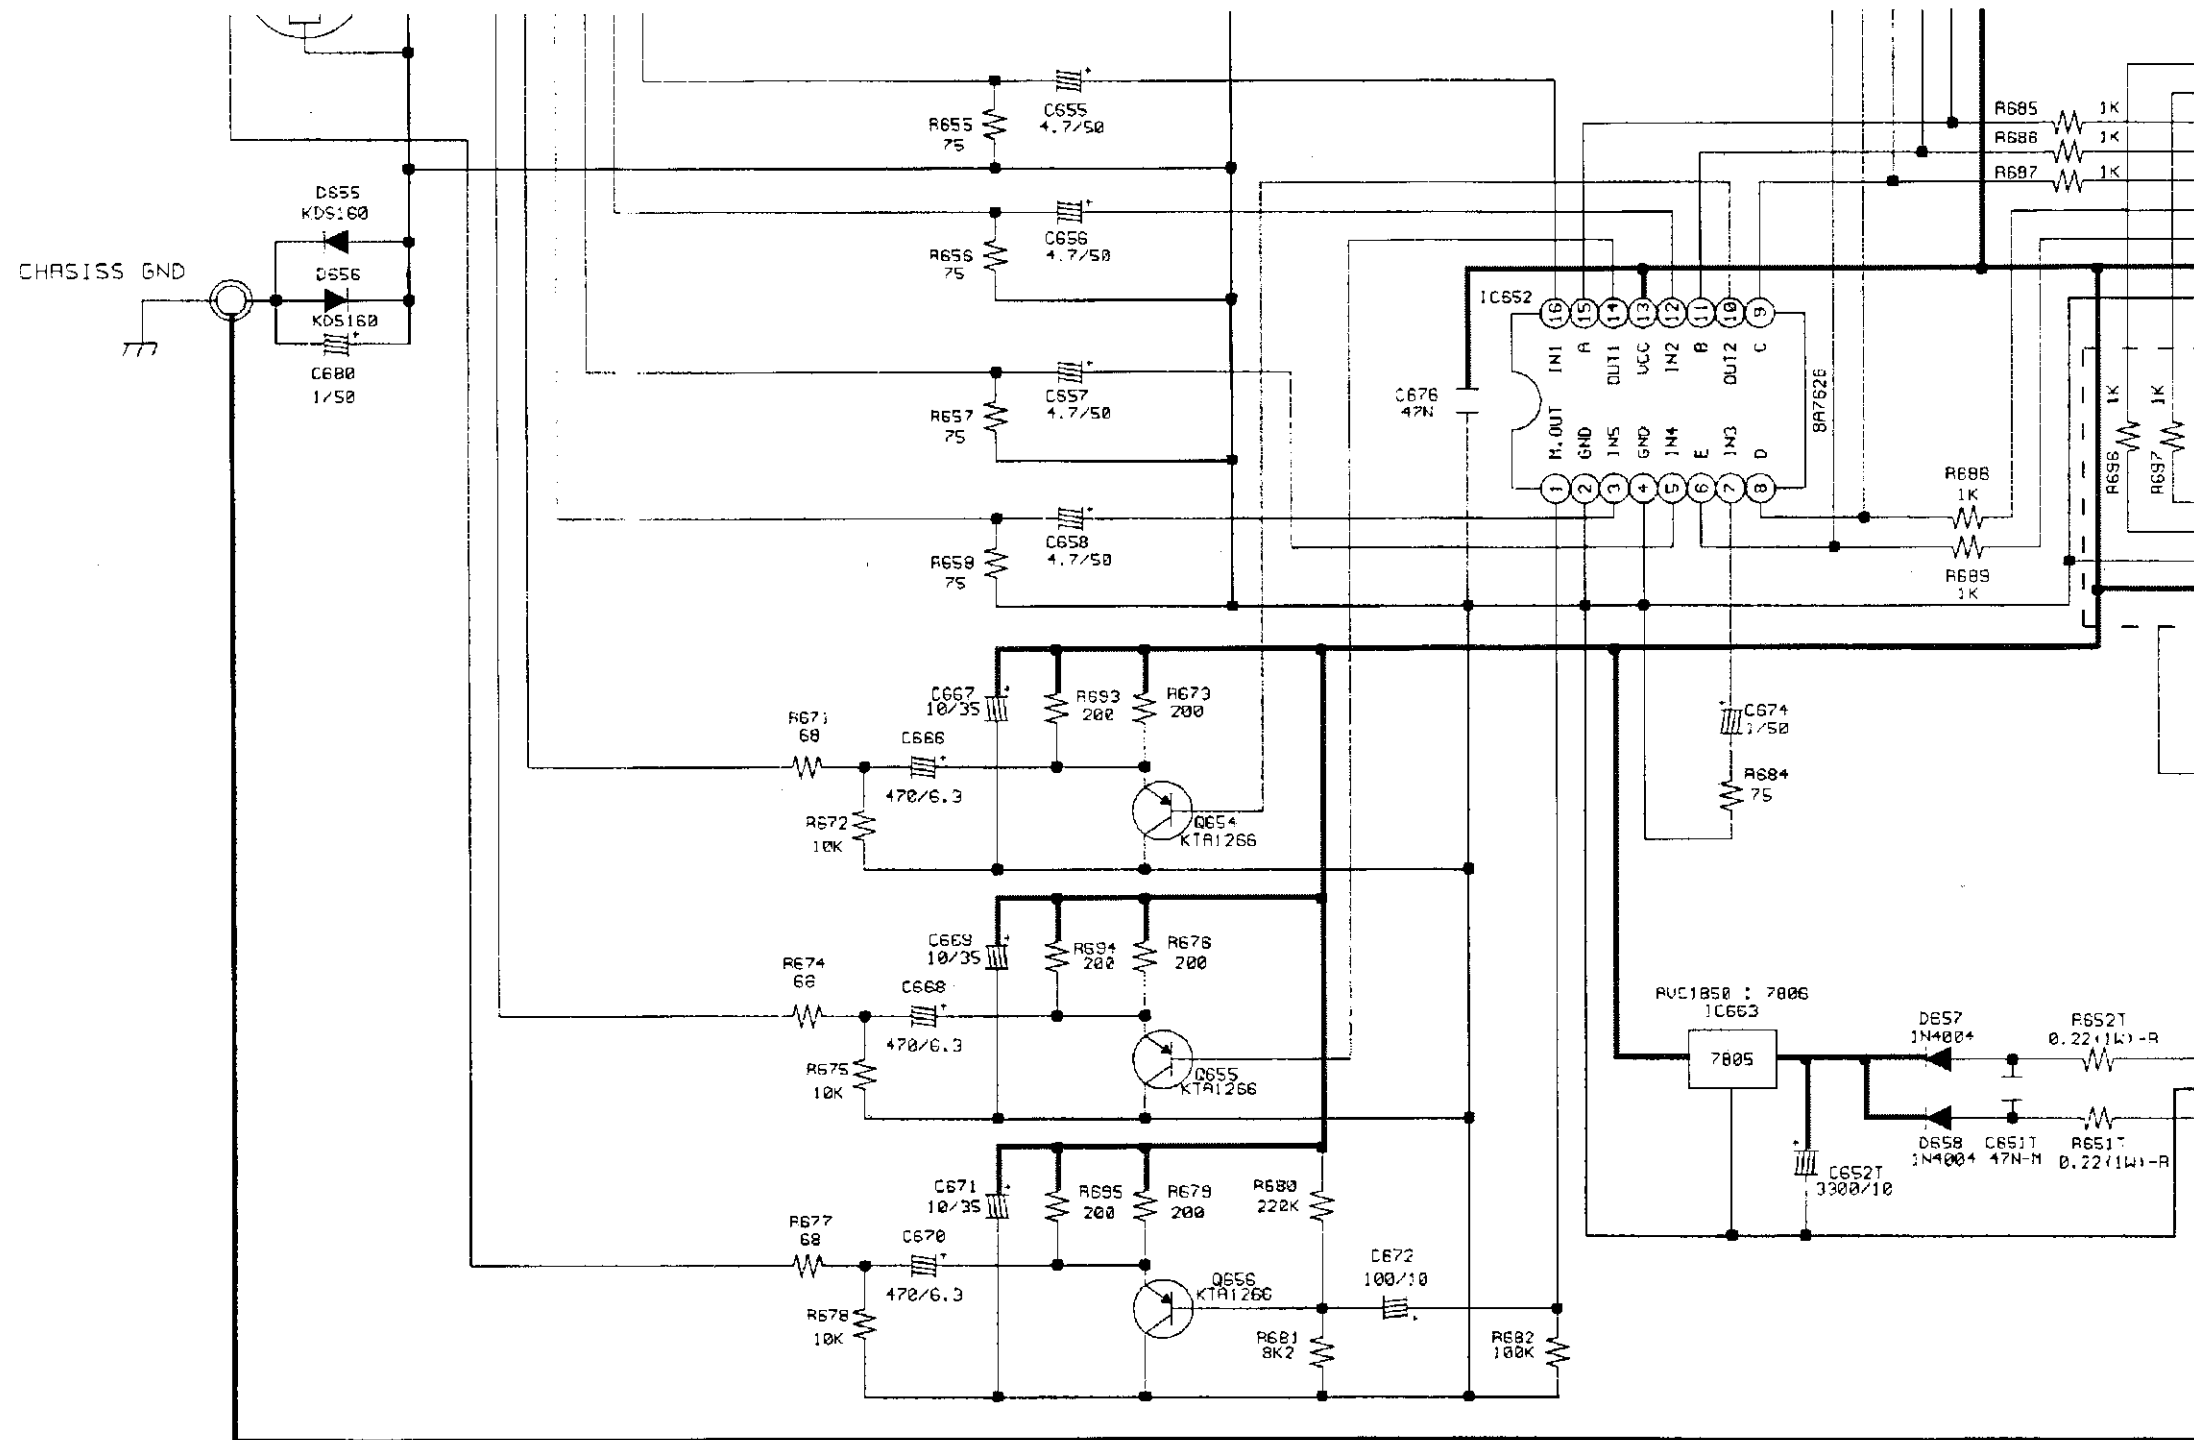 C655
4.7/50
R655
75
R685 1K
R686 1K
R687 1K
D655
KDS160
C656
4.7/50
R656
75
CHASISS GND
D656
KDS160
C680
1/50
IC652
16 15 14 13 12 11 10 9
IN1 A OUT1 VCC IN2 B OUT2 C
BA7626
M.OUT GND IN5 GND IN4 E IN3 D
1 2 3 4 5 6 7 8
C657
4.7/50
R657
75
C676
47N
1K 1K
R696 R697
R688
1K
C658
4.7/50
R658
75
R689
1K
C667
10/35
R693
200
R673
200
R671
68
C666
470/6.3
C674
1/50
R684
75
R672
10K
Q654
KTA1266
C669
10/35
R694
200
R676
200
R674
68
C668
470/6.3
RVC1850 : 7806
IC663
7805
D657
1N4004
R652T
0.22(1W)-R
R675
10K
Q655
KTA1266
D658
1N4004
C651T
47N-M
R651T
0.22(1W)-R
C652T
3300/10
C671
10/35
R695
200
R679
200
R680
220K
R677
68
C670
470/6.3
C672
100/10
Q656
KTA1266
R678
10K
R681
8K2
R682
100K